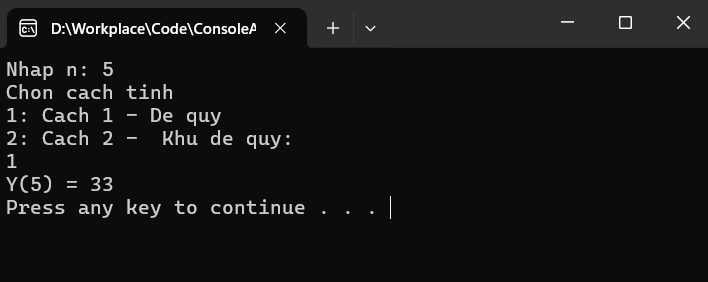 D:\Workplace\Code\ConsoleA
Nhap n: 5
Chon cach tinh
1: Cach 1 - De quy
2: Cach 2 -  Khu de quy:
1
Y(5) = 33
Press any key to continue . . .